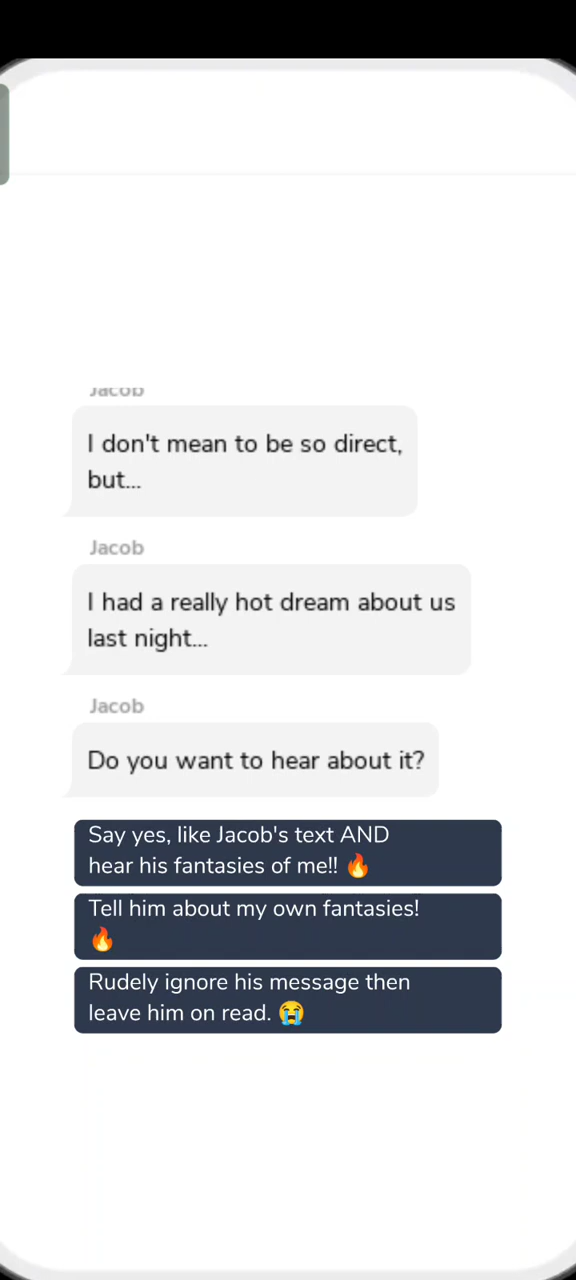 Jacob
I don't mean to be so direct,
but...
Jacob
I had a really hot dream about us
last night...
Jacob
Do you want to hear about it?
Say yes, like Jacob's text AND
hear his fantasies of me!! 🔥
Tell him about my own fantasies!
🔥
Rudely ignore his message then
leave him on read. 😭